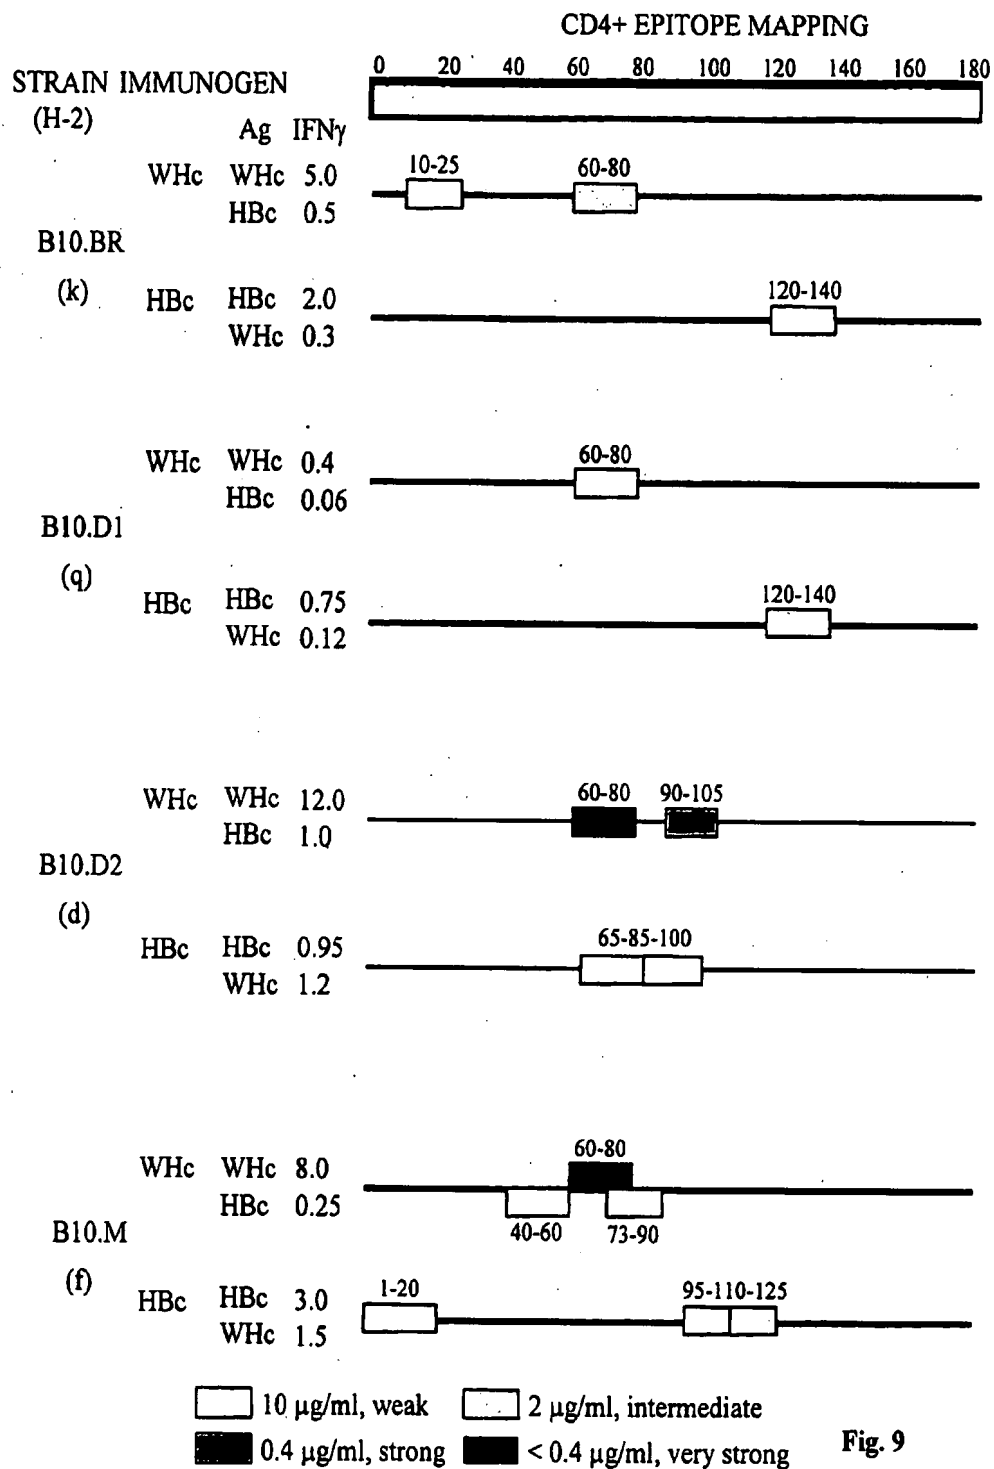 CD4+ EPITOPE MAPPING
0 20 40 60 80 100 120 140 160 180
STRAIN IMMUNOGEN
(H-2)
Ag IFNγ
10-25 60-80
WHc WHc 5.0
HBc 0.5
B10.BR
(k)
120-140
HBc HBc 2.0
WHc 0.3
60-80
WHc WHc 0.4
HBc 0.06
B10.D1
(q)
120-140
HBc HBc 0.75
WHc 0.12
60-80 90-105
WHc WHc 12.0
HBc 1.0
B10.D2
(d)
65-85-100
HBc HBc 0.95
WHc 1.2
60-80
WHc WHc 8.0
HBc 0.25
40-60 73-90
B10.M
(f)
1-20 95-110-125
HBc HBc 3.0
WHc 1.5
10 µg/ml, weak 2 µg/ml, intermediate
0.4 µg/ml, strong < 0.4 µg/ml, very strong
Fig. 9